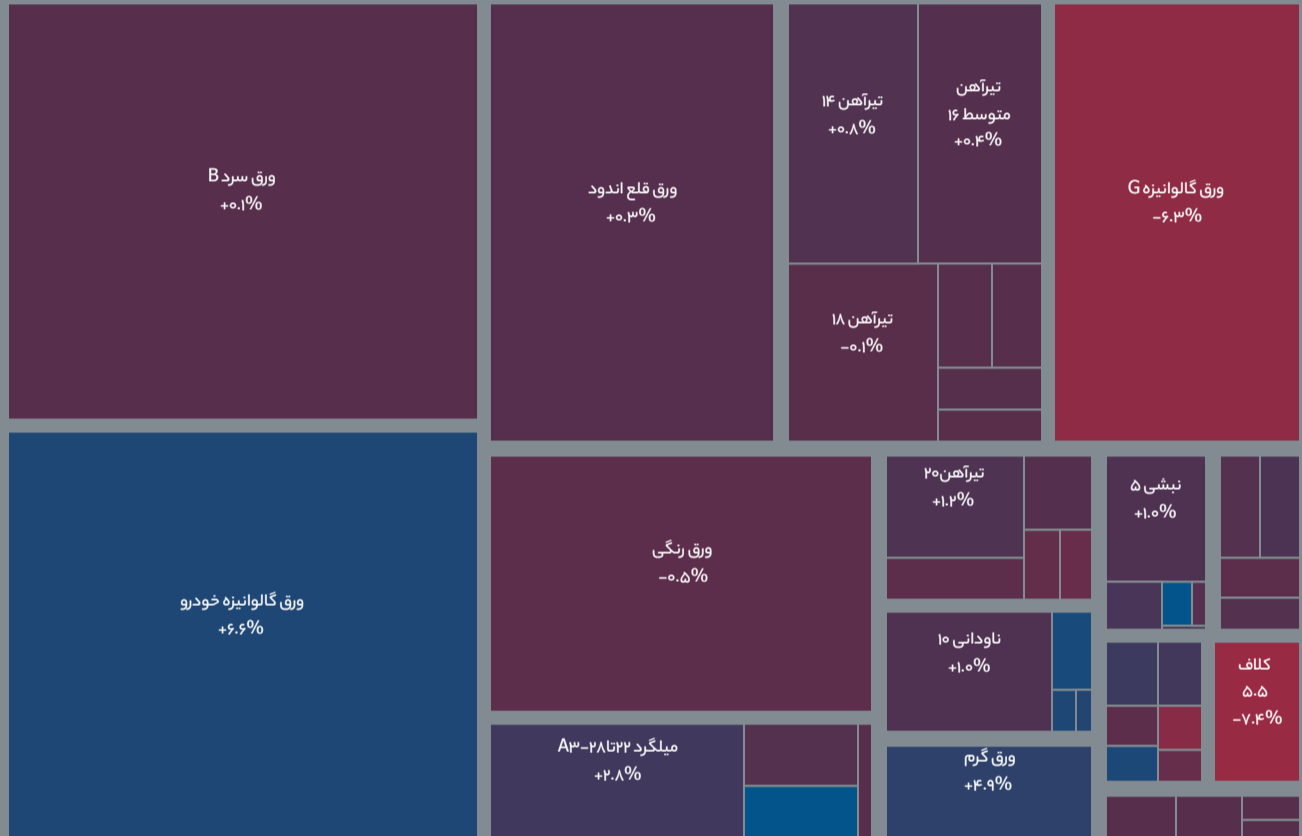 ورق سرد B
+۰.۱%
ورق قلع اندود
+۰.۳%
تیرآهن ۱۴
+۰.۸%
تیرآهن
متوسط ۱۶
+۰.۴%
ورق گالوانیزه G
-۶.۳%
تیرآهن ۱۸
-۰.۱%
ورق گالوانیزه خودرو
+۶.۶%
ورق رنگی
-۰.۵%
تیرآهن۲۰
+۱.۲%
نبشی ۵
+۱.۰%
ناودانی ۱۰
+۱.۰%
کلاف
۵.۵
-۷.۴%
میلگرد ۲۲تا۲۸-A۳
+۲.۸%
ورق گرم
+۴.۹%